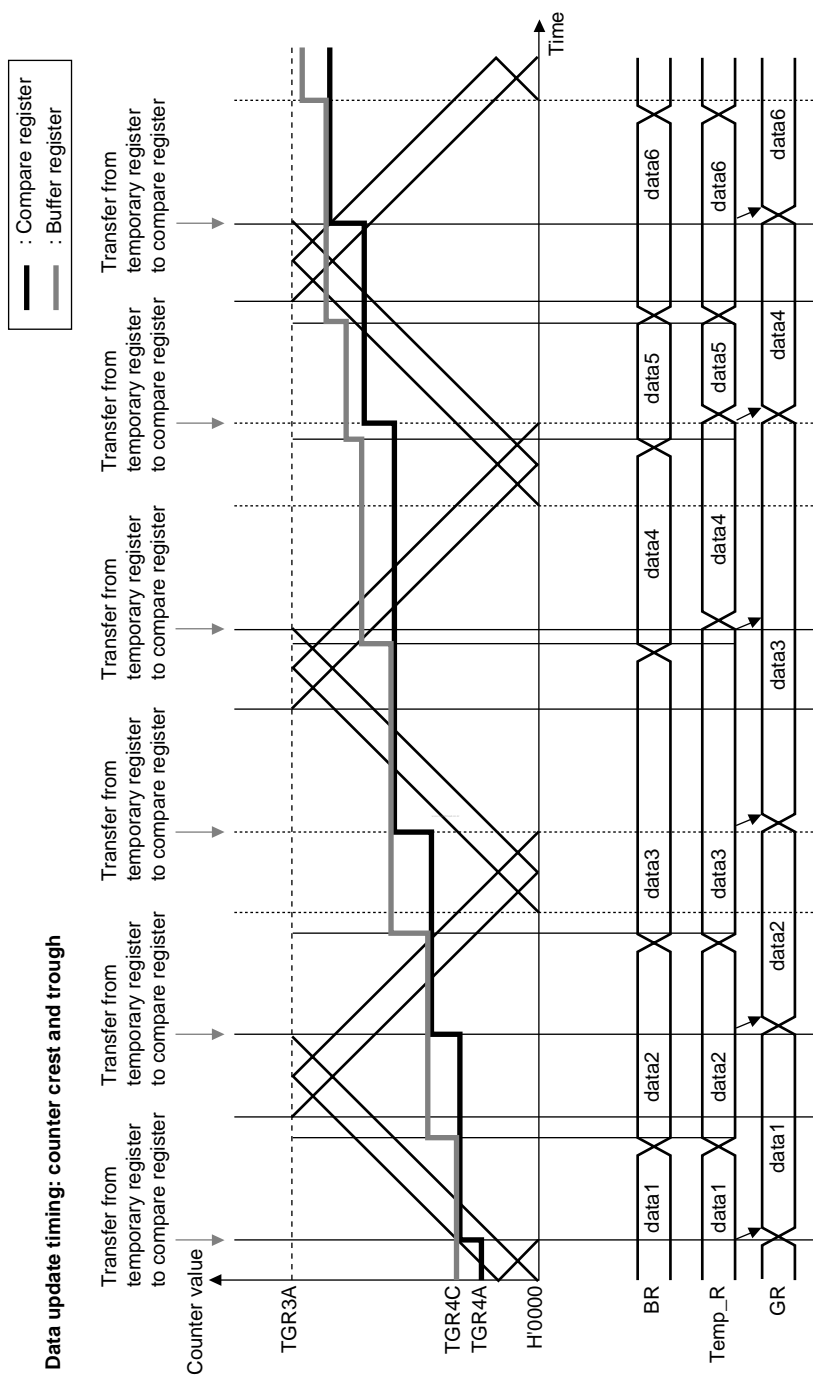 Data update timing: counter crest and trough
: Compare register
: Buffer register
Transfer from
temporary register
to compare register
Transfer from
temporary register
to compare register
Transfer from
temporary register
to compare register
Transfer from
temporary register
to compare register
Transfer from
temporary register
to compare register
Transfer from
temporary register
to compare register
Counter value
TGR3A
TGR4C
TGR4A
H'0000
Time
BR
data1
data2
data3
data4
data5
data6
Temp_R
data1
data2
data3
data4
data5
data6
GR
data1
data2
data3
data4
data6